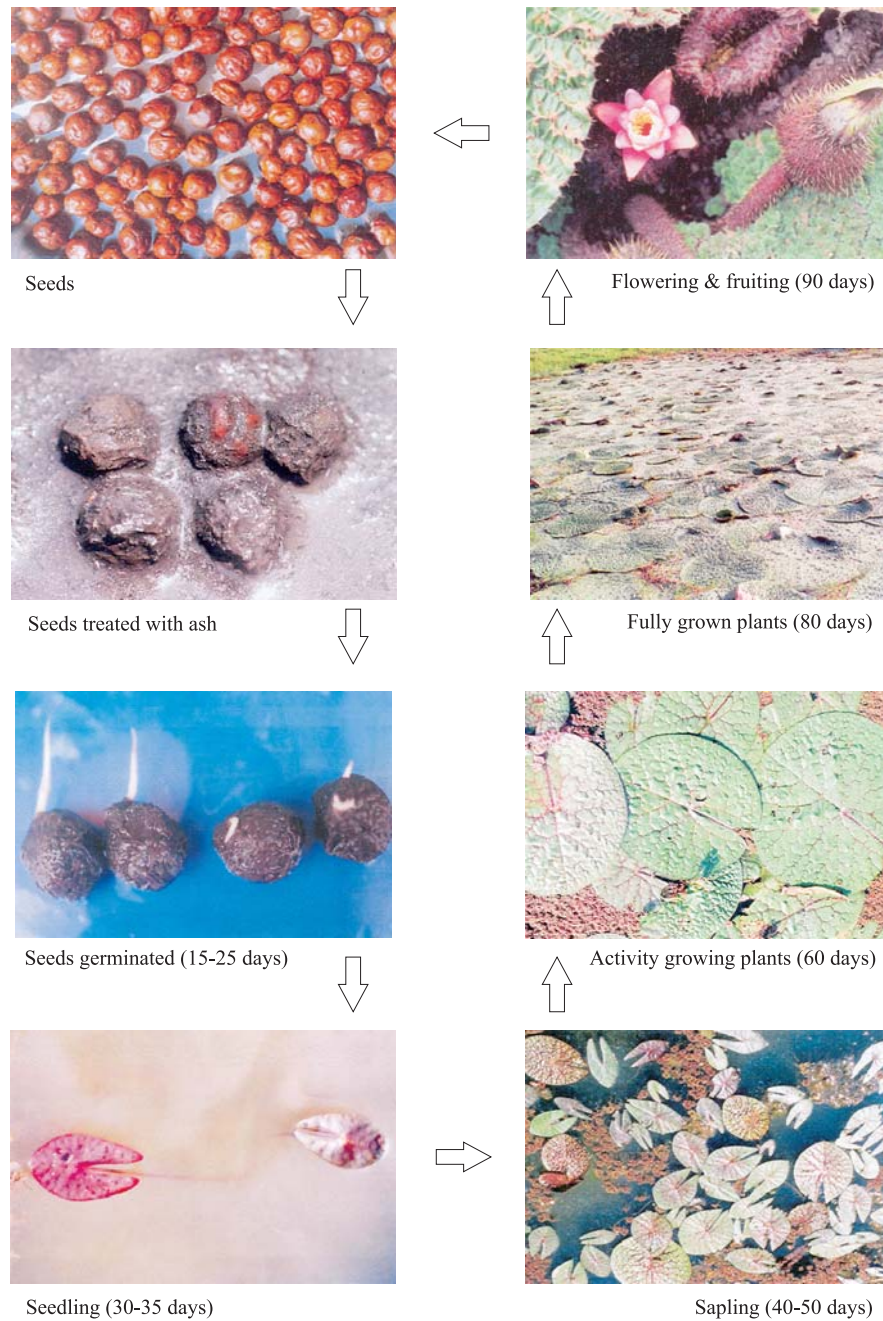 Seeds
Flowering & fruiting (90 days)
Seeds treated with ash
Fully grown plants (80 days)
Seeds germinated (15-25 days)
Activity growing plants (60 days)
Seedling (30-35 days)
Sapling (40-50 days)